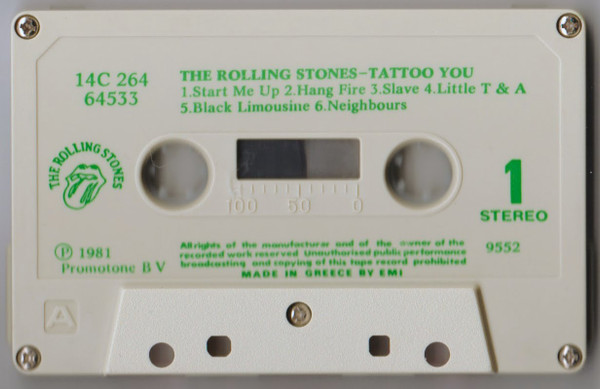 14C 264
64533
THE ROLLING STONES-TATTOO YOU
1.Start Me Up 2.Hang Fire 3.Slave 4.Little T & A
5.Black Limousine 6.Neighbours
THE ROLLING STONES
100 50 0
1
STEREO
℗ 1981
Promotone B V
All rights of the manufacturer and of the owner of the
recorded work reserved Unauthorised public performance
broadcasting and copying of this tape record prohibited
MADE IN GREECE BY EMI
9552
A